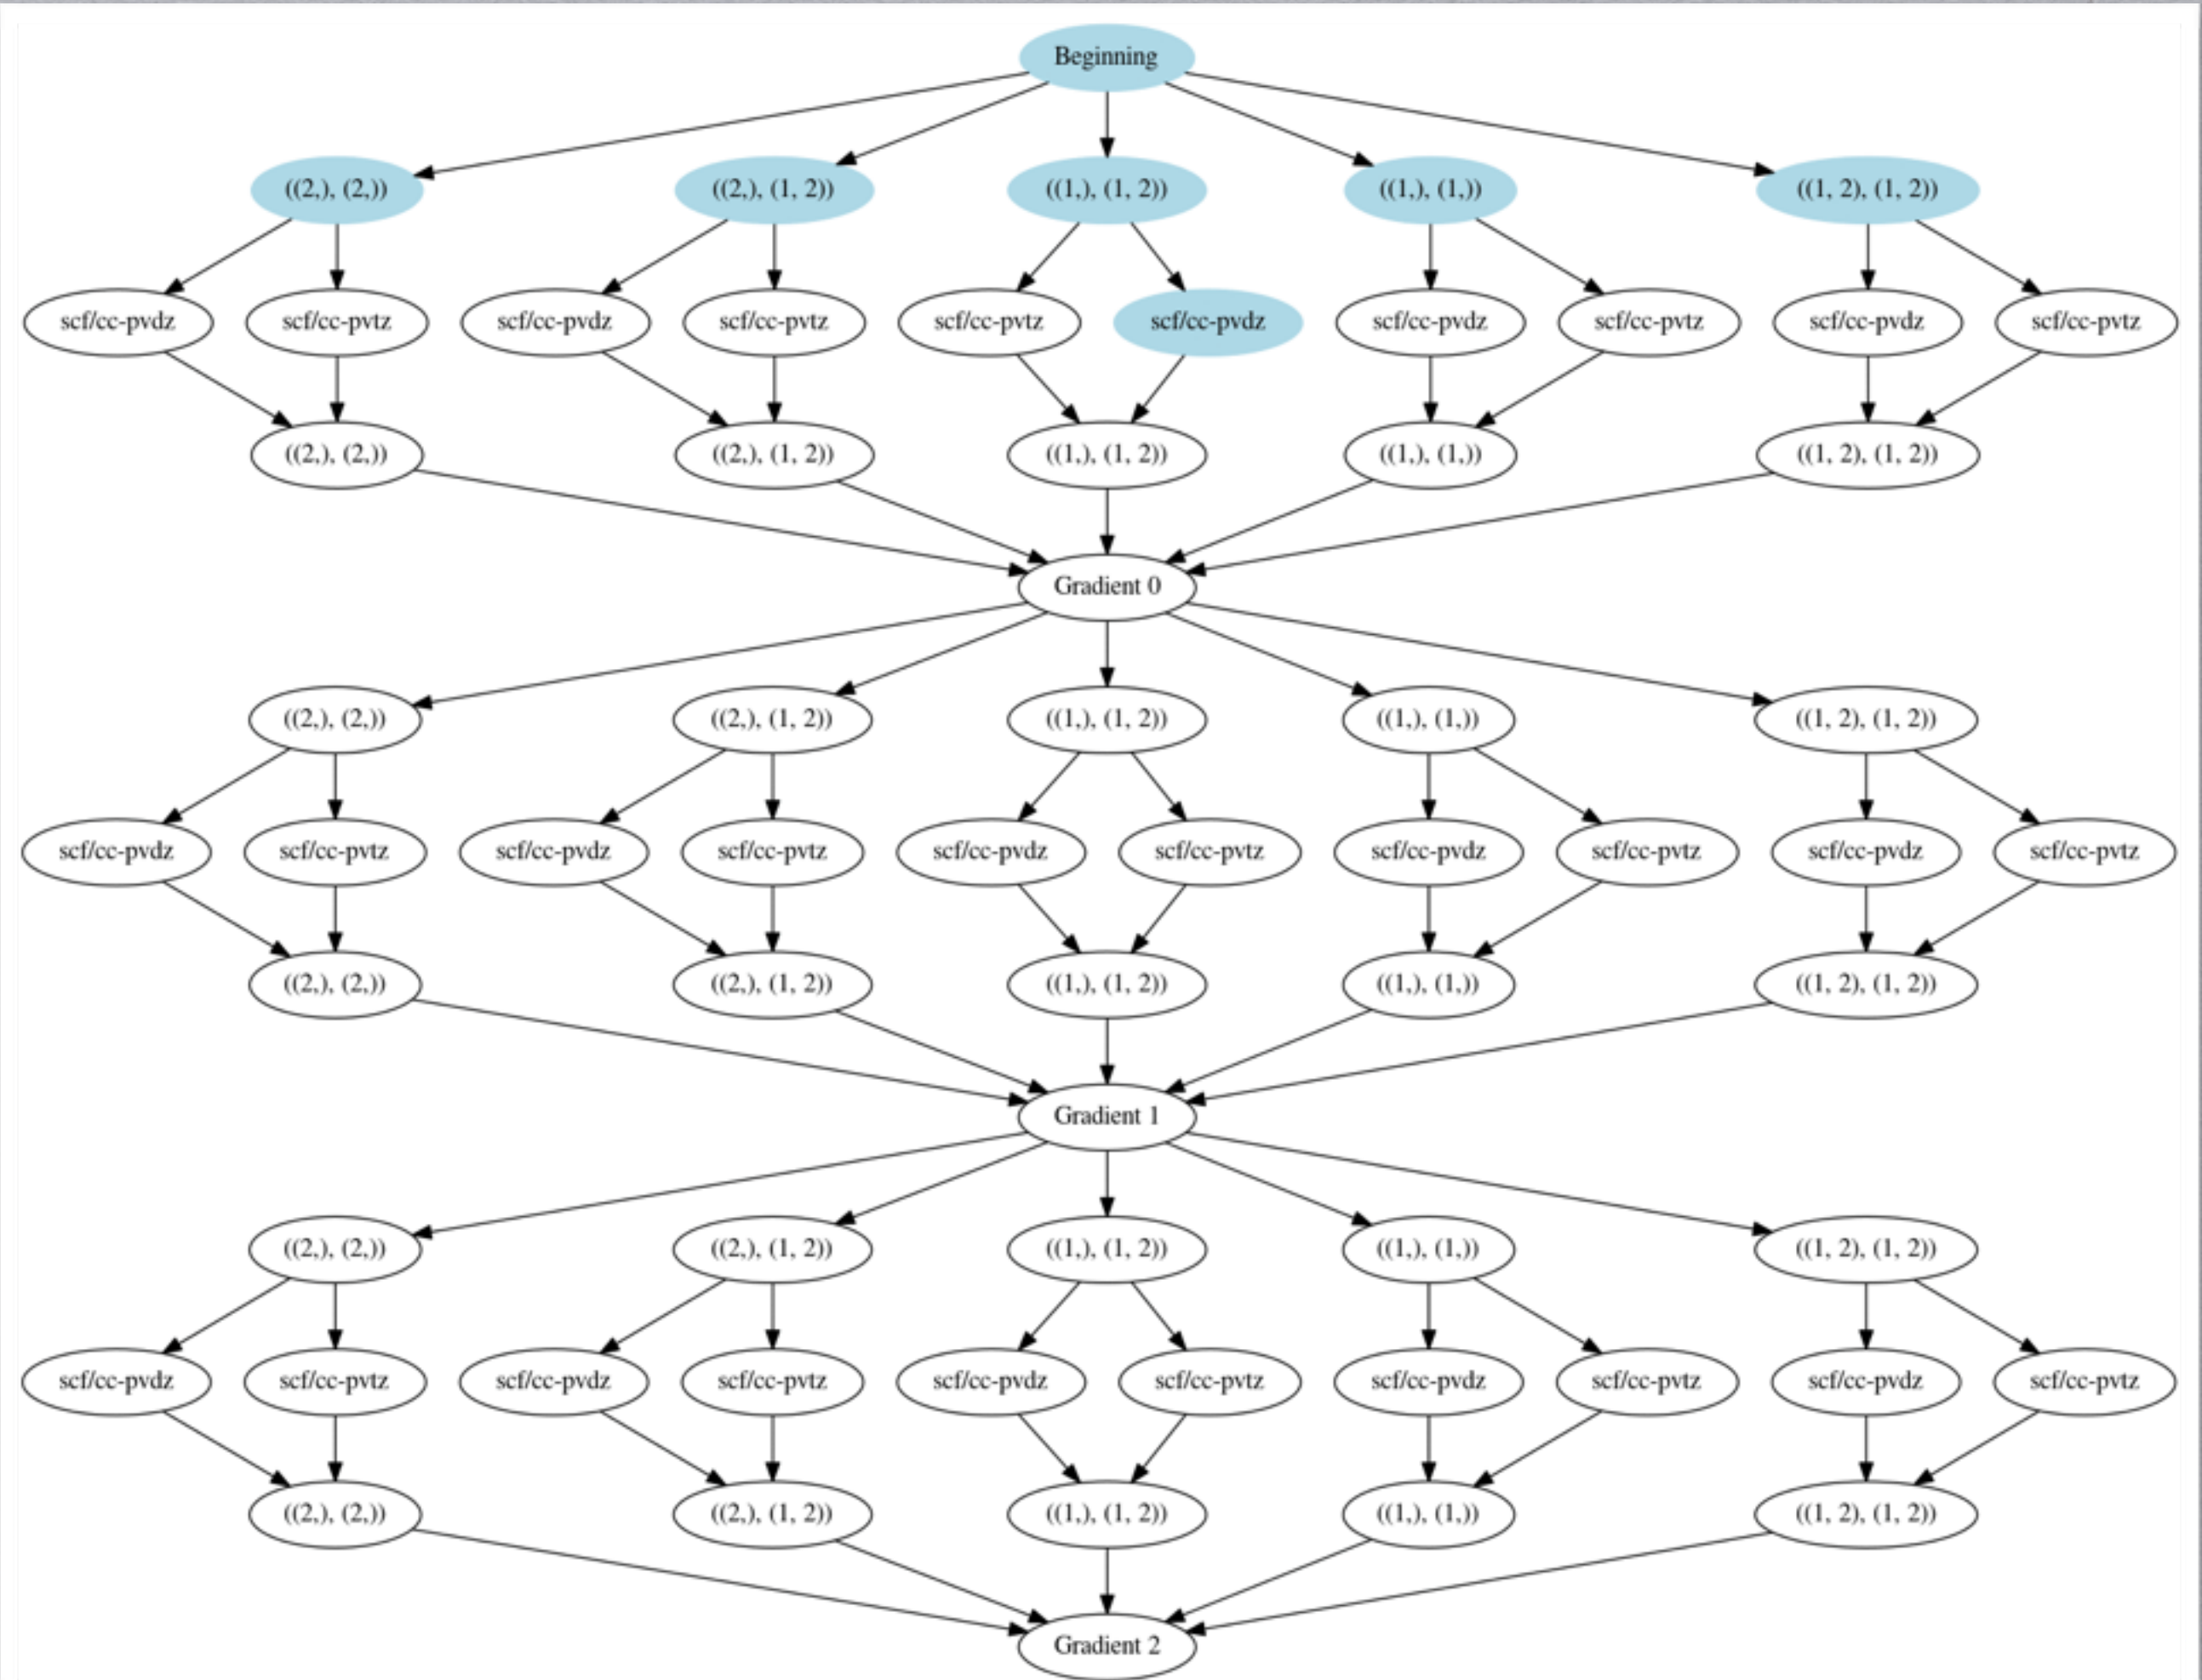 Beginning
((2,), (2,)) ((2,), (1, 2)) ((1,), (1, 2)) ((1,), (1,)) ((1, 2), (1, 2))
scf/cc-pvdz scf/cc-pvtz scf/cc-pvdz scf/cc-pvtz scf/cc-pvtz scf/cc-pvdz scf/cc-pvdz scf/cc-pvtz scf/cc-pvdz scf/cc-pvtz
((2,), (2,)) ((2,), (1, 2)) ((1,), (1, 2)) ((1,), (1,)) ((1, 2), (1, 2))
Gradient 0
((2,), (2,)) ((2,), (1, 2)) ((1,), (1, 2)) ((1,), (1,)) ((1, 2), (1, 2))
scf/cc-pvdz scf/cc-pvtz scf/cc-pvdz scf/cc-pvtz scf/cc-pvdz scf/cc-pvtz scf/cc-pvdz scf/cc-pvtz scf/cc-pvdz scf/cc-pvtz
((2,), (2,)) ((2,), (1, 2)) ((1,), (1, 2)) ((1,), (1,)) ((1, 2), (1, 2))
Gradient 1
((2,), (2,)) ((2,), (1, 2)) ((1,), (1, 2)) ((1,), (1,)) ((1, 2), (1, 2))
scf/cc-pvdz scf/cc-pvtz scf/cc-pvdz scf/cc-pvtz scf/cc-pvdz scf/cc-pvtz scf/cc-pvdz scf/cc-pvtz scf/cc-pvdz scf/cc-pvtz
((2,), (2,)) ((2,), (1, 2)) ((1,), (1, 2)) ((1,), (1,)) ((1, 2), (1, 2))
Gradient 2